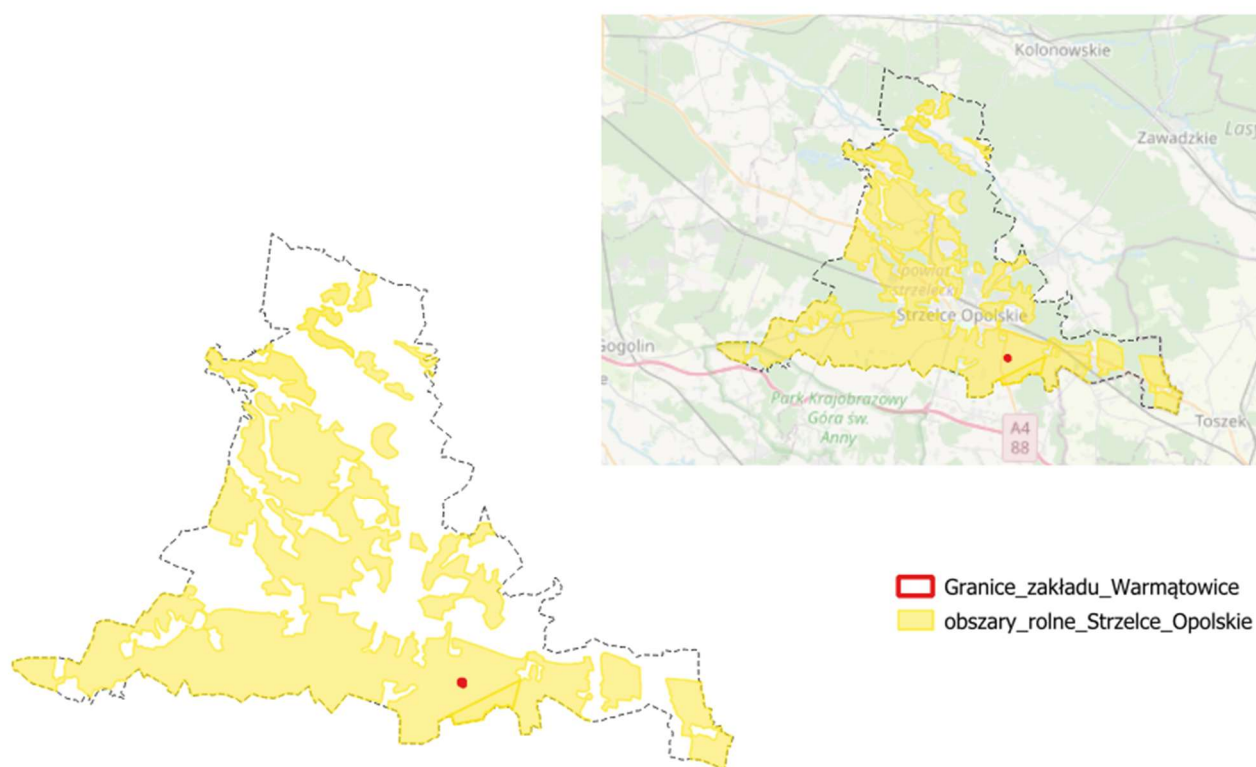 Kolonowskie
Zawadzkie
Lasy
powiat
strzelecki
Strzelce Opolskie
Gogolin
e
Park Krajobrazowy
Góra św.
Anny
A4
88
Toszek
Granice_zakładu_Warmątowice
obszary_rolne_Strzelce_Opolskie